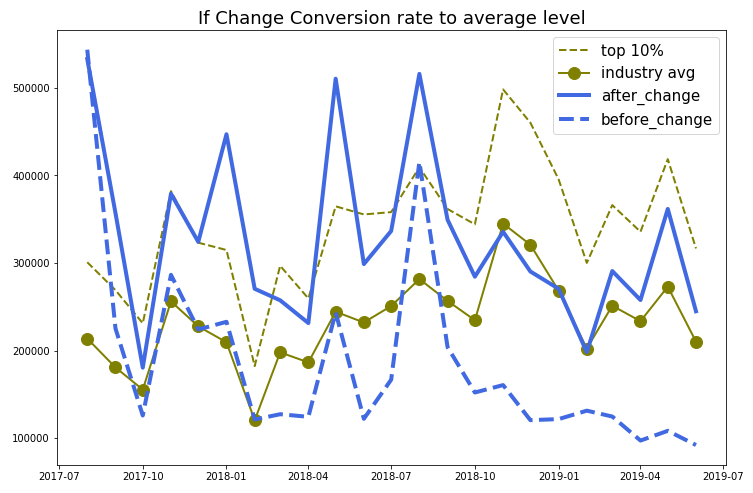 If Change Conversion rate to average level
top 10%
industry avg
after_change
before_change
500000
400000
300000
200000
100000
2017-07 2017-10 2018-01 2018-04 2018-07 2018-10 2019-01 2019-04 2019-07